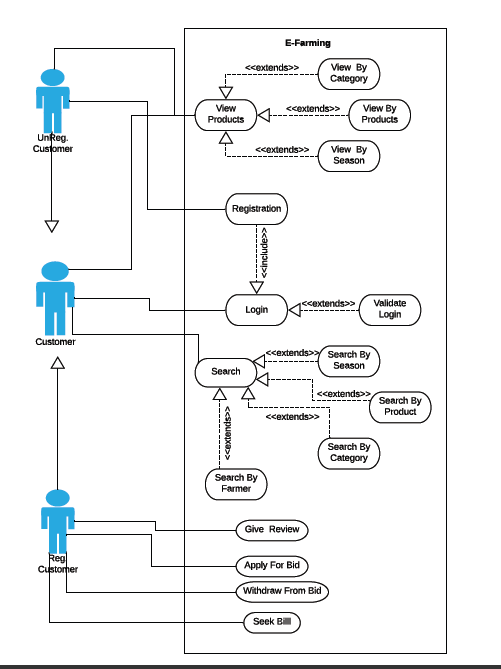 E-Farming
<<extends>>
View By
Category
<<extends>>
View
Products
View By
Products
UnReg.
Customer
<<extends>>
View By
Season
Registration
<<include>>
Login
<<extends>>
Validate
Login
Customer
<<extends>>
Search By
Season
Search
<<extends>>
Search By
Product
<<extends>>
<<extends>>
Search By
Category
Search By
Farmer
Give Review
Reg.
Customer
Apply For Bid
Withdraw From Bid
Seek Billl